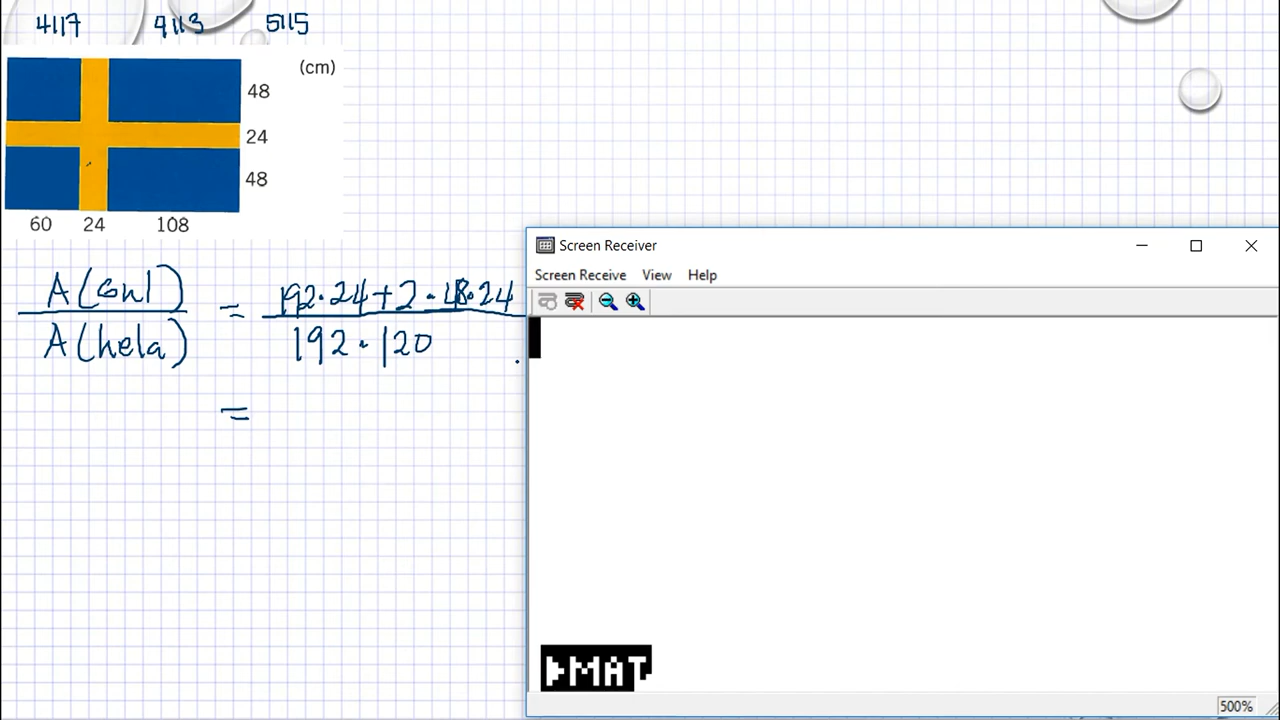 4117 4113 5115
(cm)
48
24
48
60 24 108
A(gul) = 192·24+2·48·24
A(hela) 192·120
=
Screen Receiver
Screen Receive View Help
MAT
500%